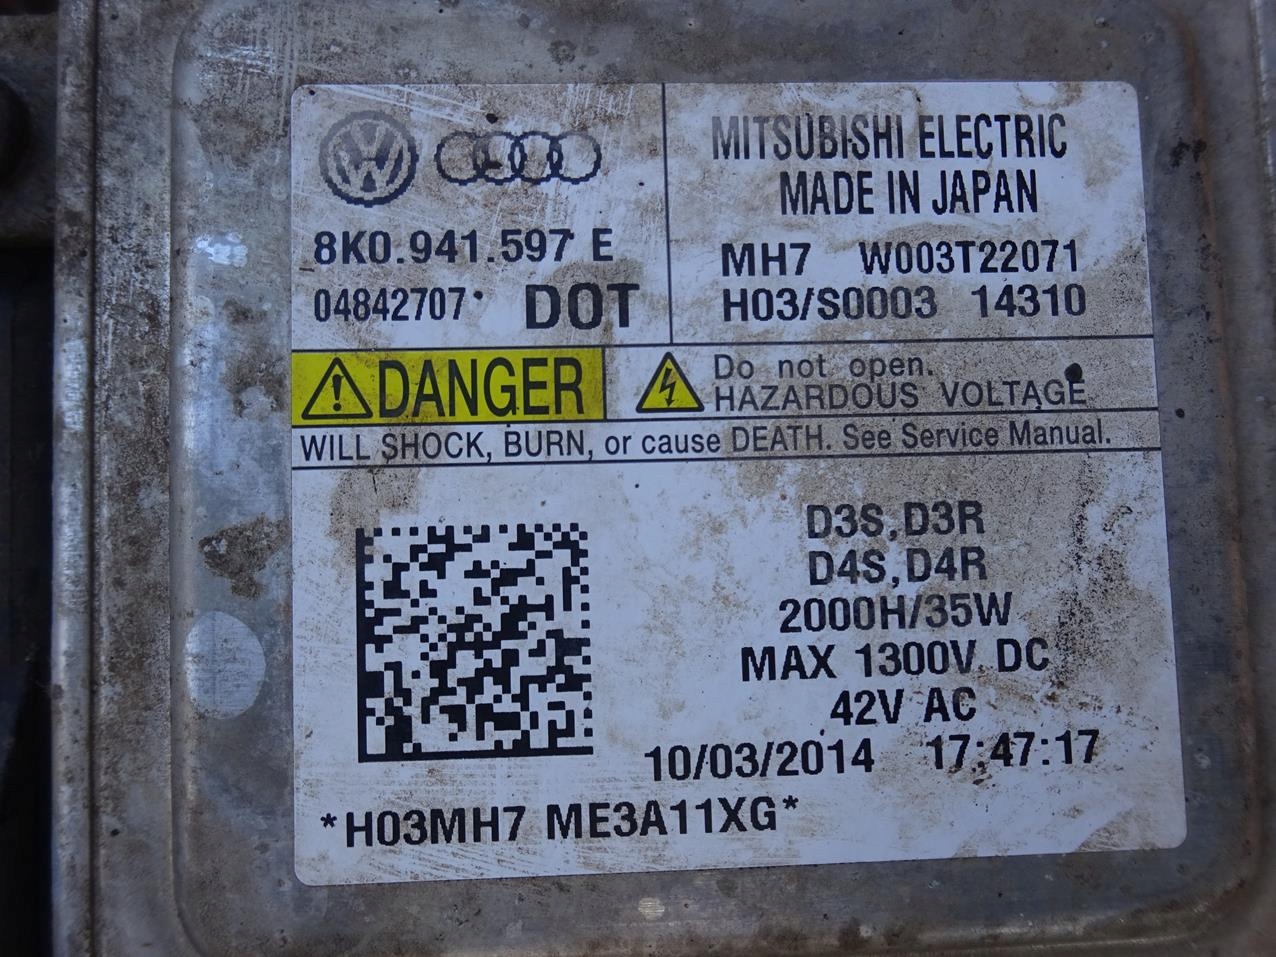 8K0.941.597 E
04842707 DOT
MITSUBISHI ELECTRIC
MADE IN JAPAN
MH7 W003T22071
H03/S0003 14310
DANGER
Do not open.
HAZARDOUS VOLTAGE
WILL SHOCK, BURN, or cause DEATH. See Service Manual.
D3S,D3R
D4S,D4R
2000H/35W
MAX 1300V DC
42V AC
10/03/2014 17:47:17
*H03MH7 ME3A11XG*